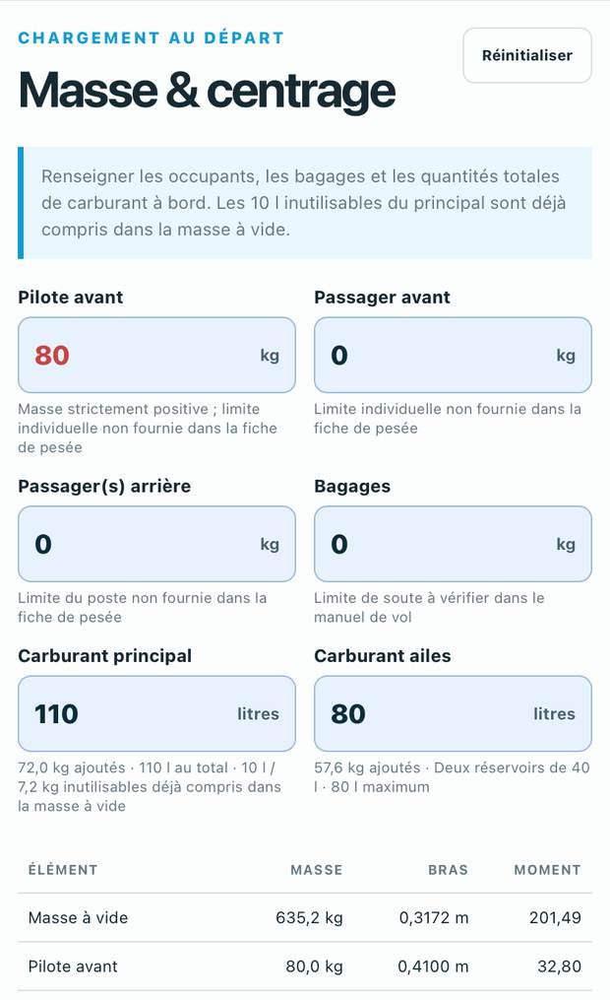 CHARGEMENT AU DÉPART
Réinitialiser
Masse & centrage
Renseigner les occupants, les bagages et les quantités totales
de carburant à bord. Les 10 l inutilisables du principal sont déjà
compris dans la masse à vide.
Pilote avant
80 kg
Masse strictement positive ; limite
individuelle non fournie dans la fiche
de pesée
Passager avant
0 kg
Limite individuelle non fournie dans la
fiche de pesée
Passager(s) arrière
0 kg
Limite du poste non fournie dans la
fiche de pesée
Bagages
0 kg
Limite de soute à vérifier dans le
manuel de vol
Carburant principal
110 litres
72,0 kg ajoutés · 110 l au total · 10 l /
7,2 kg inutilisables déjà compris dans
la masse à vide
Carburant ailes
80 litres
57,6 kg ajoutés · Deux réservoirs de 40
l · 80 l maximum
ÉLÉMENT MASSE BRAS MOMENT
Masse à vide 635,2 kg 0,3172 m 201,49
Pilote avant 80,0 kg 0,4100 m 32,80